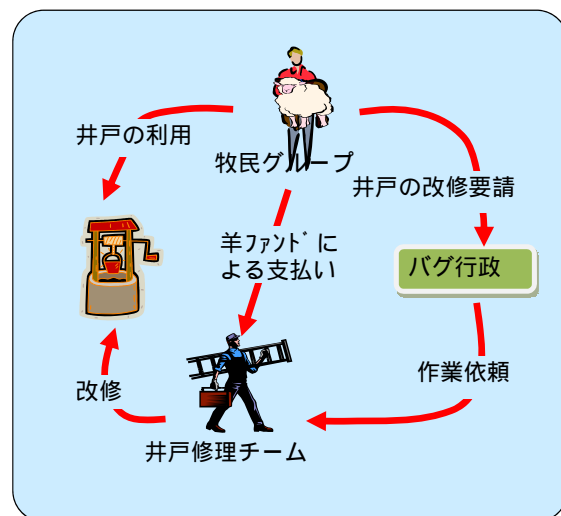 井戸の利用
牧民グループ
井戸の改修要請
羊ﾌｧﾝﾄﾞに
よる支払い
バグ行政
作業依頼
改修
井戸修理チーム